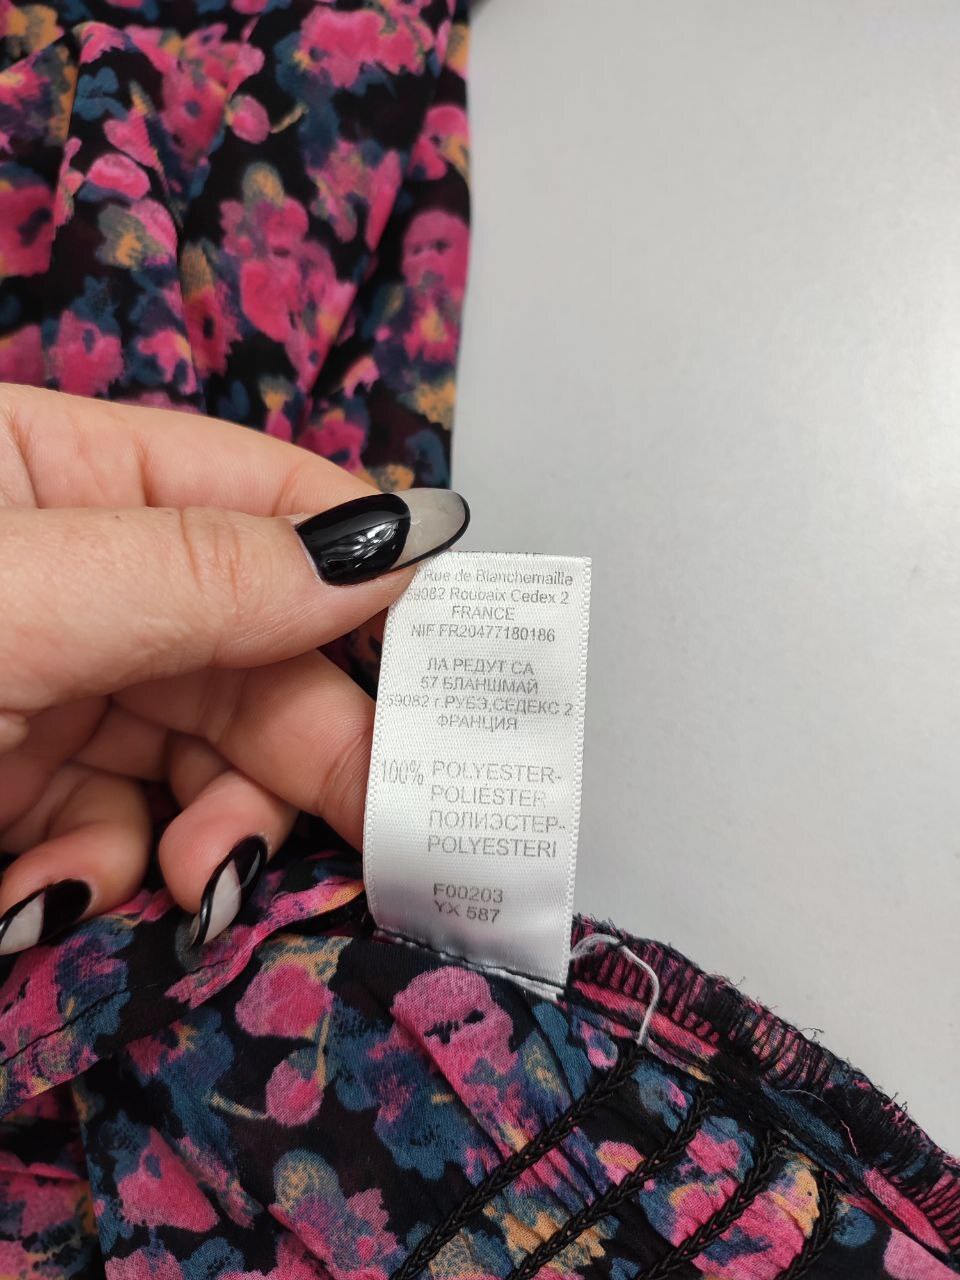 Rue de Blanchemaille
59082 Roubaix Cedex 2
FRANCE
NIF FR20477180186
ЛА РЕДУТ СА
57 БЛАНШМАЙ
59082 г.РУБЭ,СЕДЕКС 2
ФРАНЦИЯ
100% POLYESTER-
POLIÉSTER
ПОЛИЭСТЕР-
POLYESTERI
F00203
YX 587